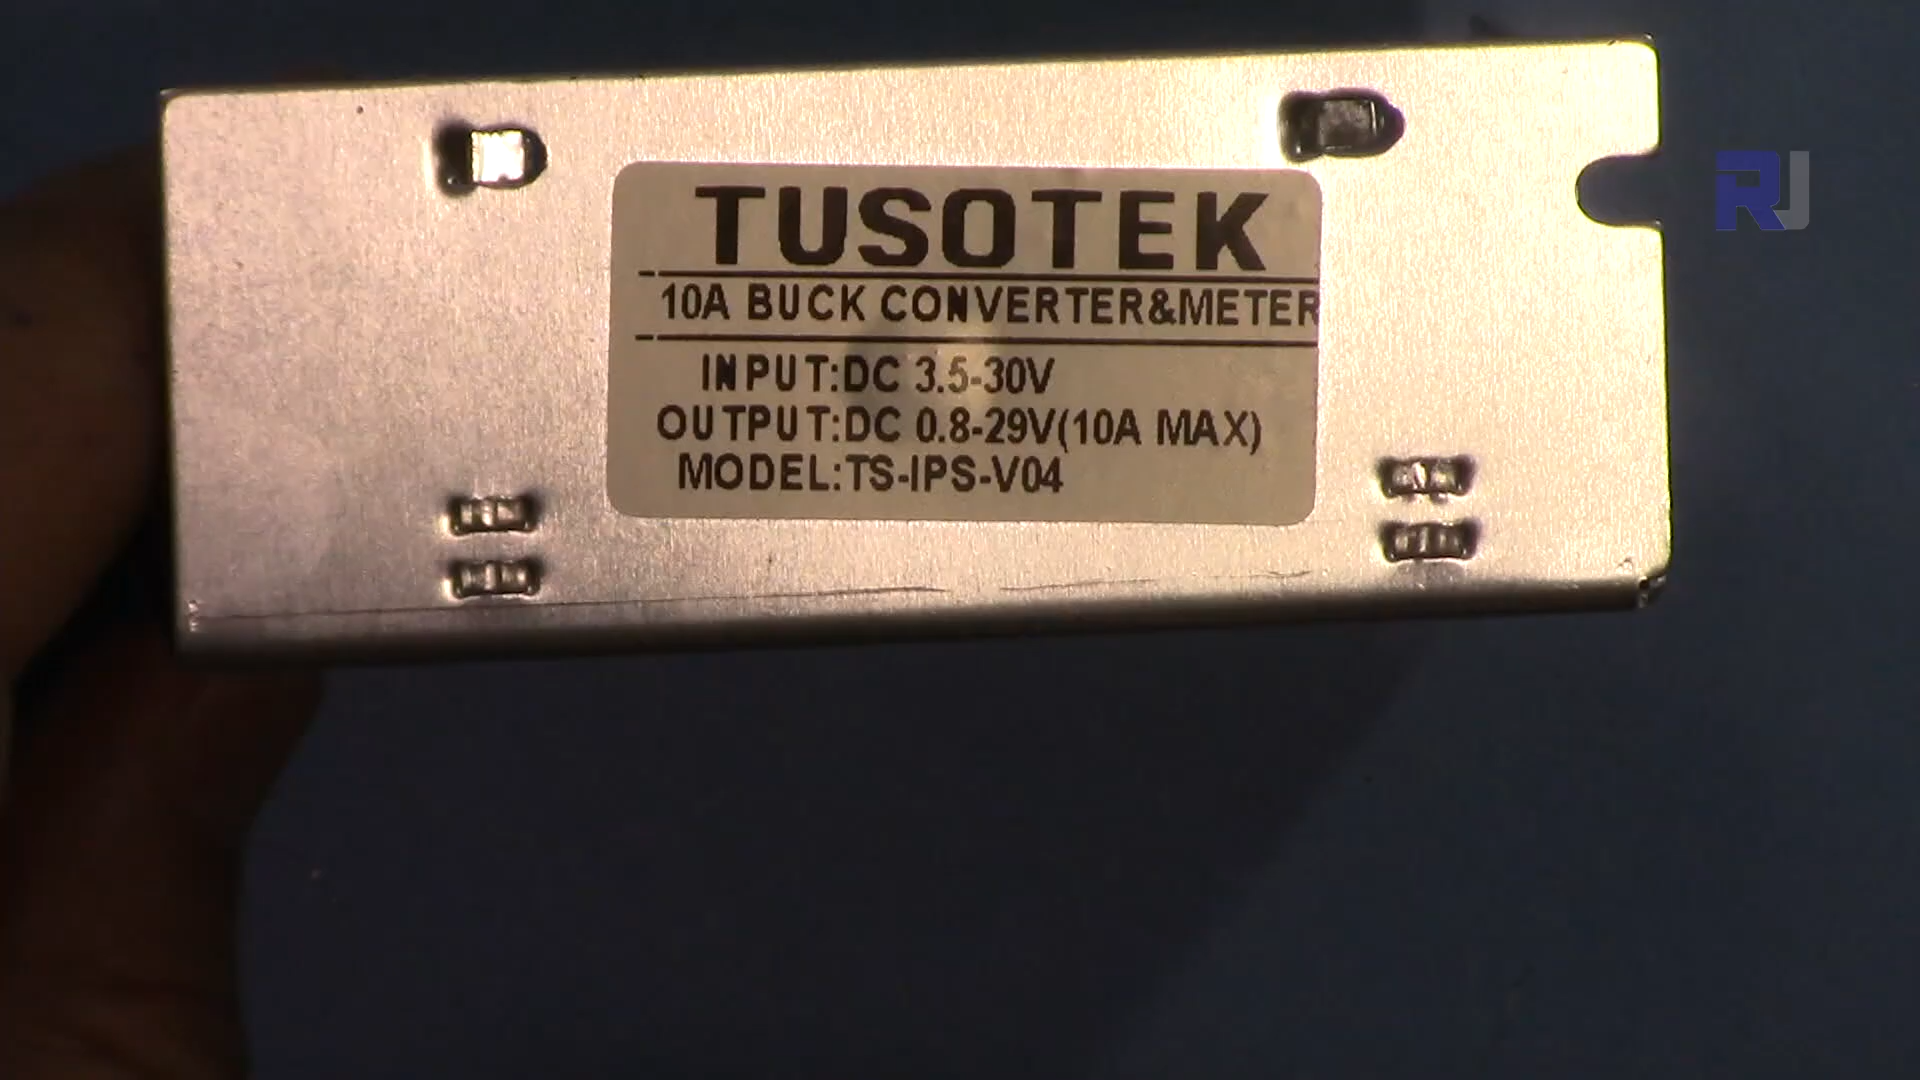 TUSOTEK
10A BUCK CONVERTER&METER
INPUT:DC 3.5-30V
OUTPUT:DC 0.8-29V(10A MAX)
MODEL:TS-IPS-V04
RJ